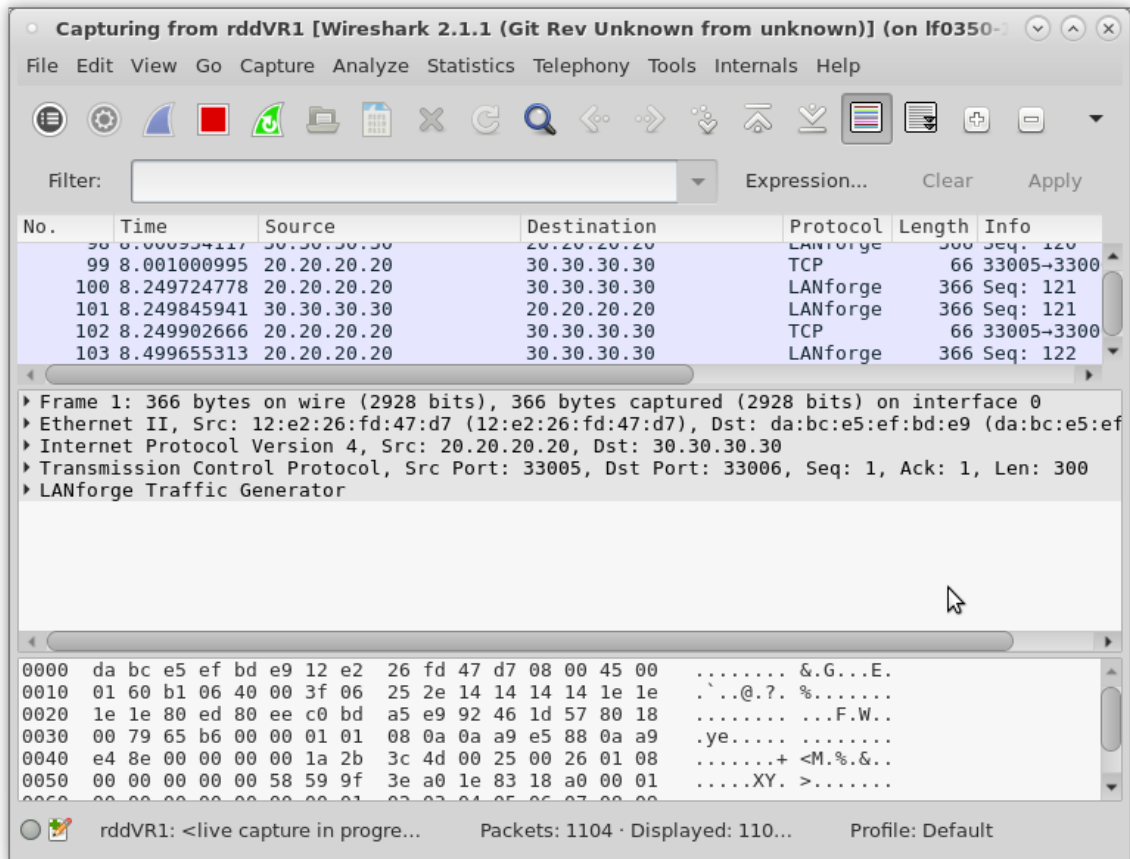 Capturing from rddVR1 [Wireshark 2.1.1 (Git Rev Unknown from unknown)] (on lf0350-
File Edit View Go Capture Analyze Statistics Telephony Tools Internals Help
Filter: Expression... Clear Apply
No. Time Source Destination Protocol Length Info
98 8.000954117 30.30.30.30 20.20.20.20 LANforge 366 Seq: 120
99 8.001000995 20.20.20.20 30.30.30.30 TCP 66 33005→3300
100 8.249724778 20.20.20.20 30.30.30.30 LANforge 366 Seq: 121
101 8.249845941 30.30.30.30 20.20.20.20 LANforge 366 Seq: 121
102 8.249902666 20.20.20.20 30.30.30.30 TCP 66 33005→3300
103 8.499655313 20.20.20.20 30.30.30.30 LANforge 366 Seq: 122
Frame 1: 366 bytes on wire (2928 bits), 366 bytes captured (2928 bits) on interface 0
Ethernet II, Src: 12:e2:26:fd:47:d7 (12:e2:26:fd:47:d7), Dst: da:bc:e5:ef:bd:e9 (da:bc:e5:ef
Internet Protocol Version 4, Src: 20.20.20.20, Dst: 30.30.30.30
Transmission Control Protocol, Src Port: 33005, Dst Port: 33006, Seq: 1, Ack: 1, Len: 300
LANforge Traffic Generator
0000 da bc e5 ef bd e9 12 e2 26 fd 47 d7 08 00 45 00 ........ &.G...E.
0010 01 60 b1 06 40 00 3f 06 25 2e 14 14 14 14 1e 1e .`..@.?. %.......
0020 1e 1e 80 ed 80 ee c0 bd a5 e9 92 46 1d 57 80 18 ........ ...F.W..
0030 00 79 65 b6 00 00 01 01 08 0a 0a a9 e5 88 0a a9 .ye..... ........
0040 e4 8e 00 00 00 00 1a 2b 3c 4d 00 25 00 26 01 08 .......+ <M.%.&..
0050 00 00 00 00 00 58 59 9f 3e a0 1e 83 18 a0 00 01 .....XY. >.......
rddVR1: <live capture in progre... Packets: 1104 · Displayed: 110... Profile: Default